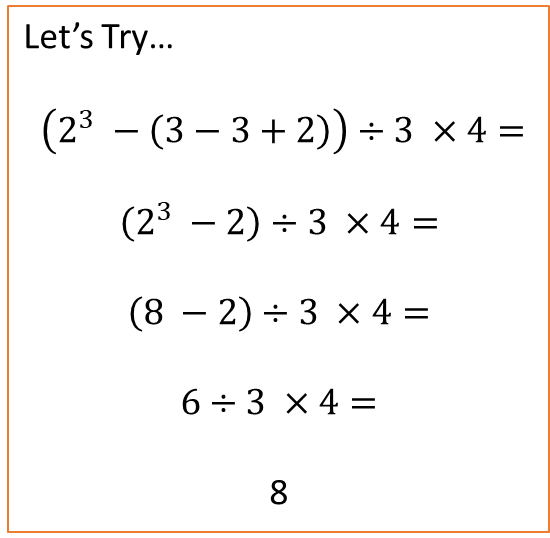 Let’s Try…
(2³ − (3 − 3 + 2)) ÷ 3 × 4 =
(2³ − 2) ÷ 3 × 4 =
(8 − 2) ÷ 3 × 4 =
6 ÷ 3 × 4 =
8